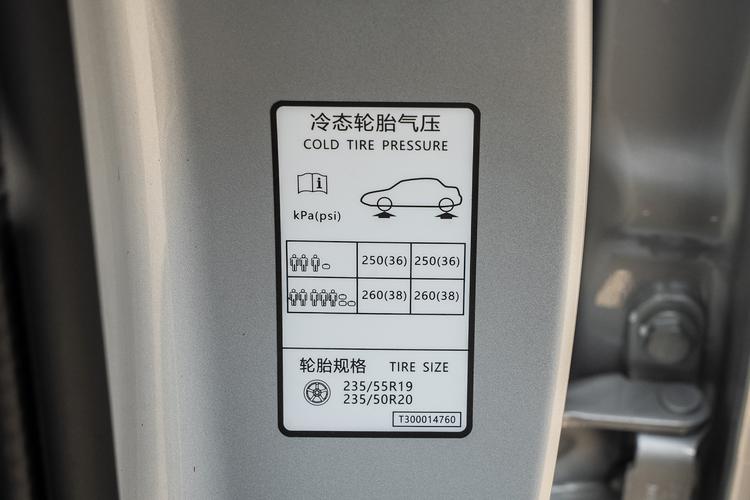 冷态轮胎气压
COLD TIRE PRESSURE
kPa(psi)
250(36) 250(36)
260(38) 260(38)
轮胎规格 TIRE SIZE
235/55R19
235/50R20
T300014760